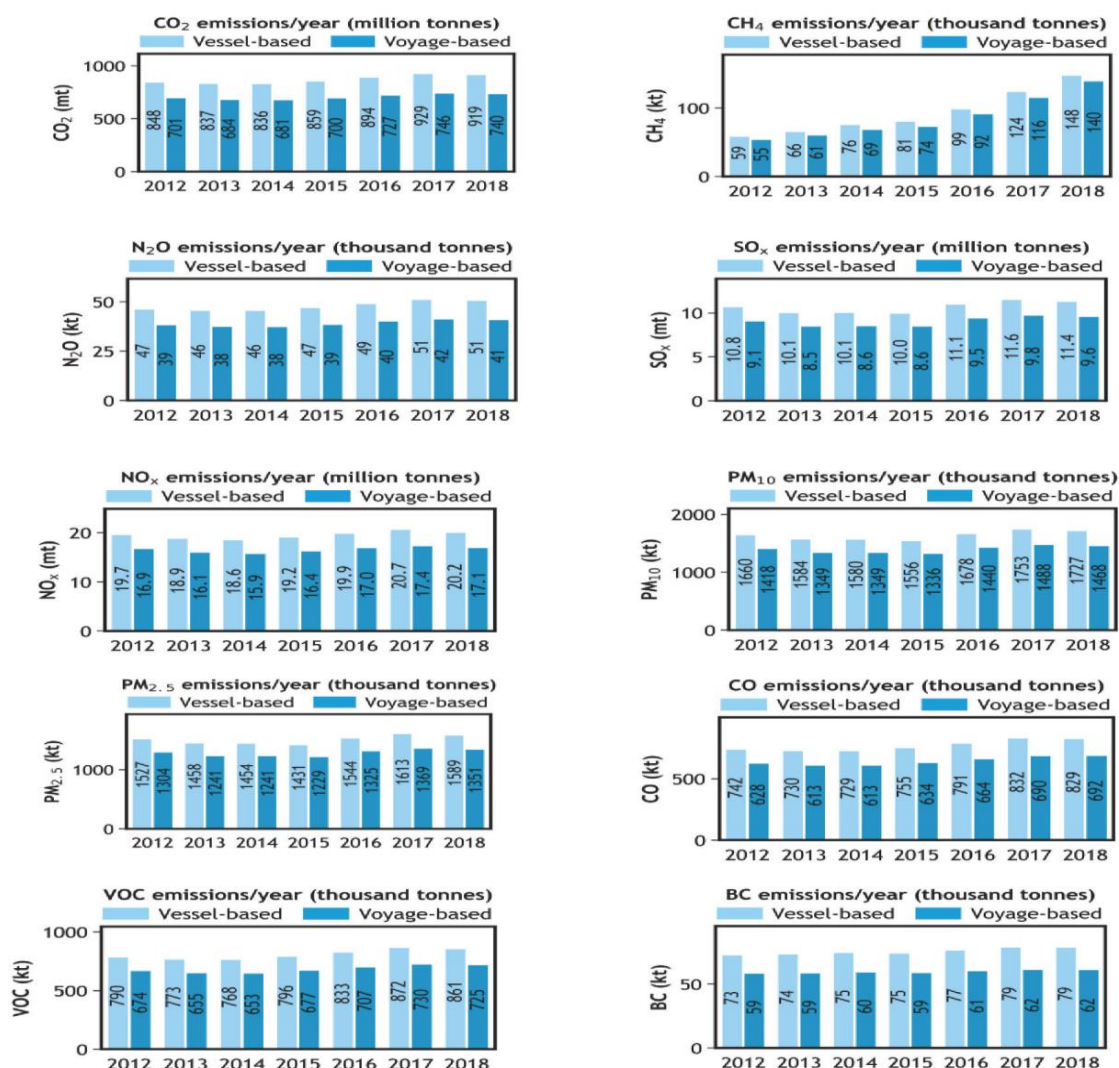 CO₂ emissions/year (million tonnes)
Vessel-based Voyage-based
CO₂ (mt)
1000
500
0
848 701 837 684 836 681 859 700 894 727 929 746 919 740
2012 2013 2014 2015 2016 2017 2018
CH₄ emissions/year (thousand tonnes)
Vessel-based Voyage-based
CH₄ (kt)
100
0
59 55 66 61 76 69 81 74 99 92 124 116 148 140
2012 2013 2014 2015 2016 2017 2018
N₂O emissions/year (thousand tonnes)
Vessel-based Voyage-based
N₂O (kt)
50
25
0
47 39 46 38 46 38 47 39 49 40 51 42 51 41
2012 2013 2014 2015 2016 2017 2018
SOₓ emissions/year (million tonnes)
Vessel-based Voyage-based
SOₓ (mt)
10
5
0
10.8 9.1 10.1 8.5 10.1 8.6 10.0 8.6 11.1 9.5 11.6 9.8 11.4 9.6
2012 2013 2014 2015 2016 2017 2018
NOₓ emissions/year (million tonnes)
Vessel-based Voyage-based
NOₓ (mt)
20
10
0
19.7 16.9 18.9 16.1 18.6 15.9 19.2 16.4 19.9 17.0 20.7 17.4 20.2 17.1
2012 2013 2014 2015 2016 2017 2018
PM₁₀ emissions/year (thousand tonnes)
Vessel-based Voyage-based
PM₁₀ (kt)
2000
1000
0
1660 1418 1584 1349 1580 1349 1556 1336 1678 1440 1753 1488 1727 1468
2012 2013 2014 2015 2016 2017 2018
PM₂.₅ emissions/year (thousand tonnes)
Vessel-based Voyage-based
PM₂.₅ (kt)
1000
0
1527 1304 1458 1241 1454 1241 1431 1229 1544 1325 1613 1369 1589 1351
2012 2013 2014 2015 2016 2017 2018
CO emissions/year (thousand tonnes)
Vessel-based Voyage-based
CO (kt)
500
0
742 628 730 613 729 613 755 634 791 664 832 690 829 692
2012 2013 2014 2015 2016 2017 2018
VOC emissions/year (thousand tonnes)
Vessel-based Voyage-based
VOC (kt)
1000
500
0
790 674 773 655 768 653 796 677 833 707 872 730 861 725
2012 2013 2014 2015 2016 2017 2018
BC emissions/year (thousand tonnes)
Vessel-based Voyage-based
BC (kt)
50
0
73 59 74 59 75 60 75 59 77 61 79 62 79 62
2012 2013 2014 2015 2016 2017 2018